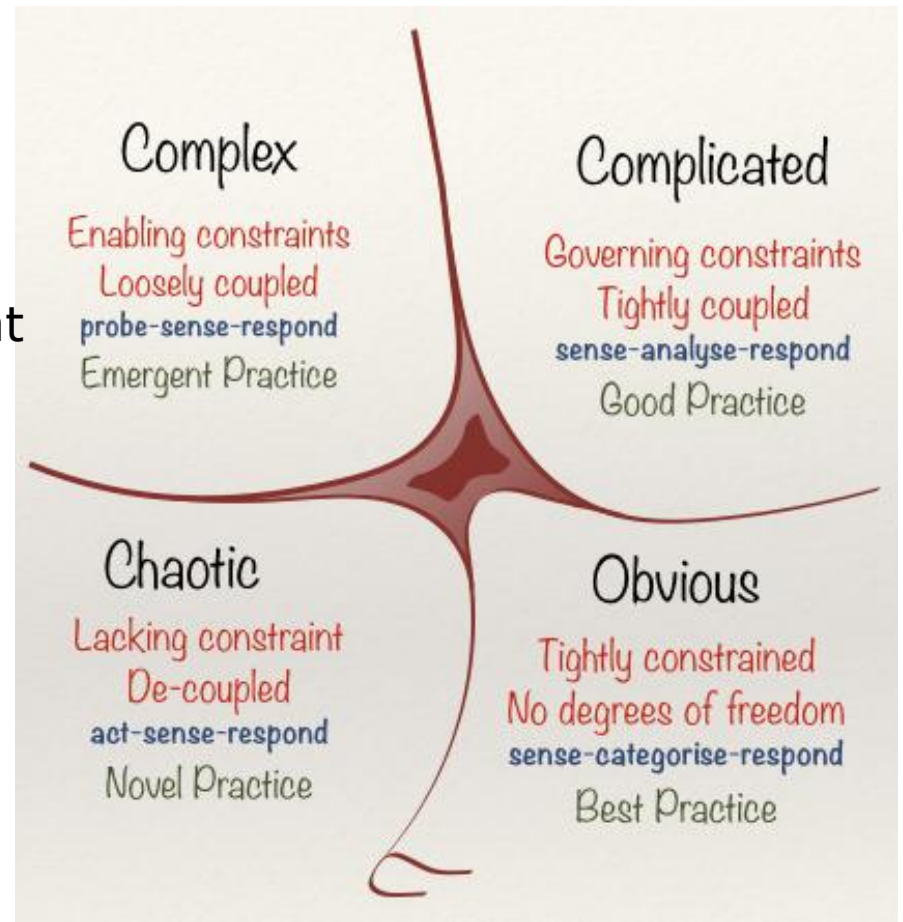 Complex
Enabling constraints
Loosely coupled
probe-sense-respond
Emergent Practice
Complicated
Governing constraints
Tightly coupled
sense-analyse-respond
Good Practice
Chaotic
Lacking constraint
De-coupled
act-sense-respond
Novel Practice
Obvious
Tightly constrained
No degrees of freedom
sense-categorise-respond
Best Practice